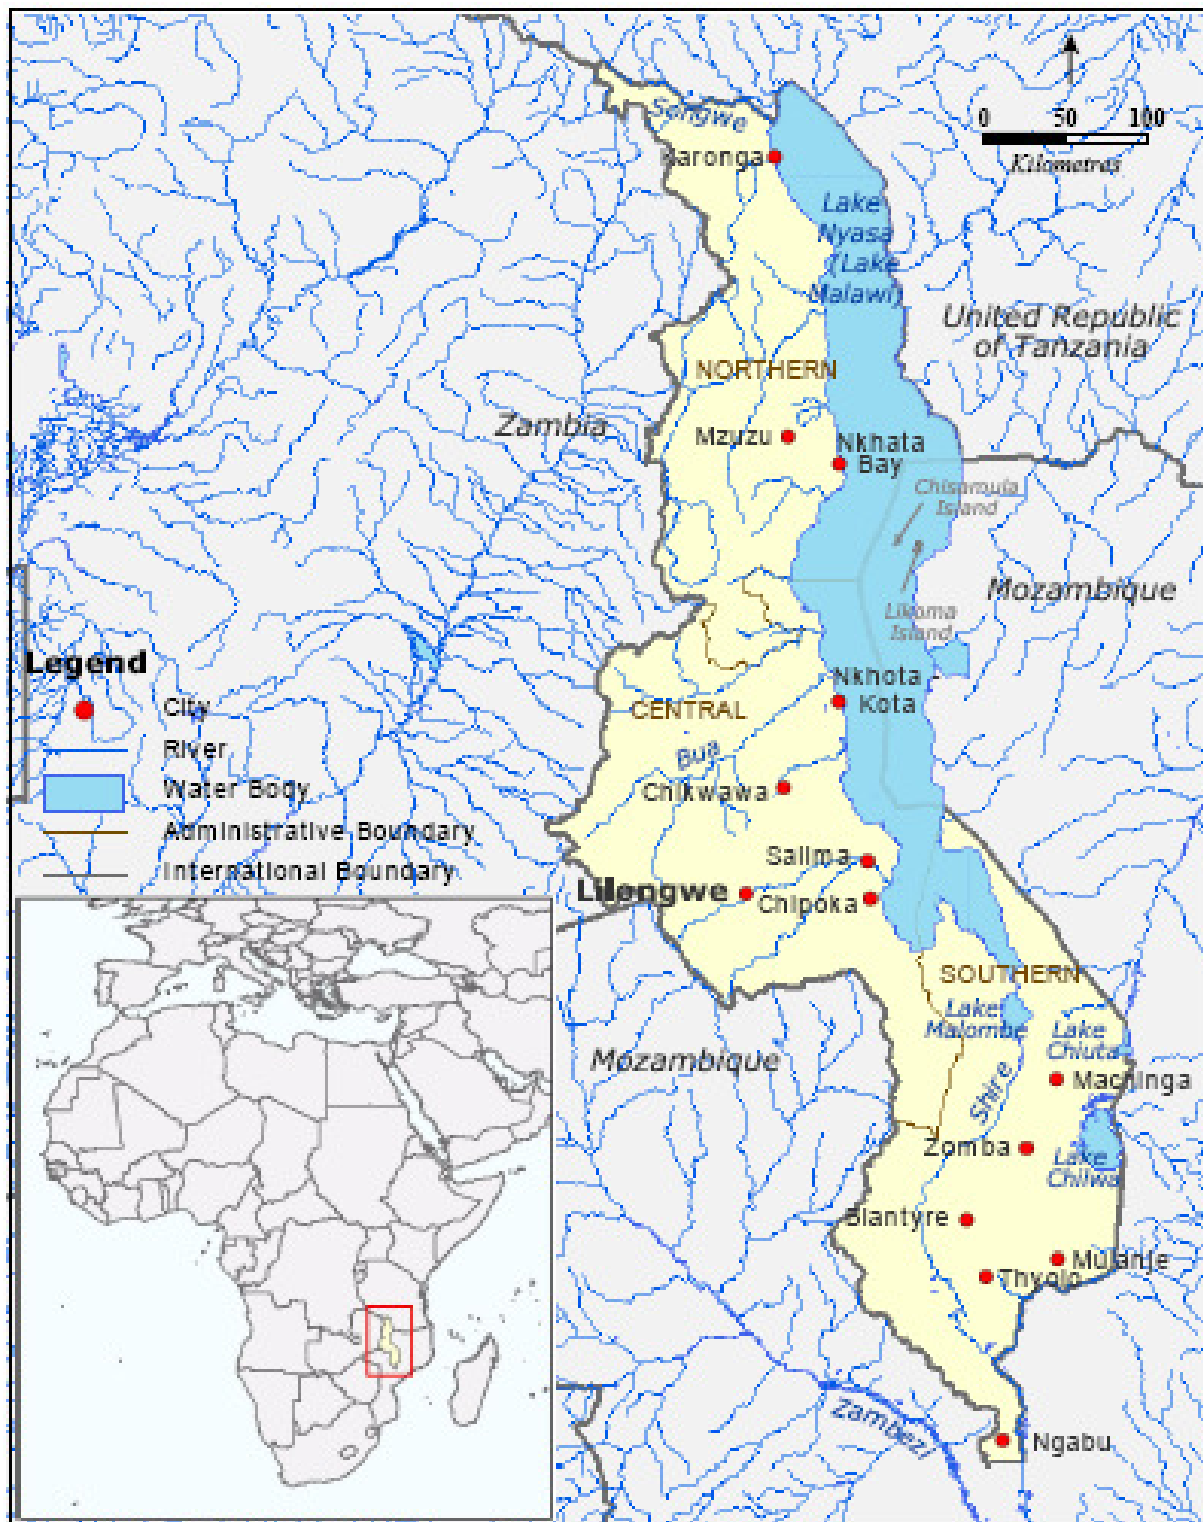 0 50 100
Kilometres
Songwe
Karonga
Lake
Nyasa
(Lake
Malawi)
United Republic
of Tanzania
NORTHERN
Zambia
Mzuzu
Nkhata
Bay
Chisamula
Island
Mozambique
Likoma
Island
Nkhota
Kota
CENTRAL
Bua
Chikwawa
Salima
Lilongwe
Chipoka
SOUTHERN
Lake
Malombe
Lake
Chiuta
Mozambique
Shire
Machinga
Zomba
Lake
Chilwa
Blantyre
Mulanje
Thyolo
Zambezi
Ngabu
Legend
City
River
Water Body
Administrative Boundary
International Boundary